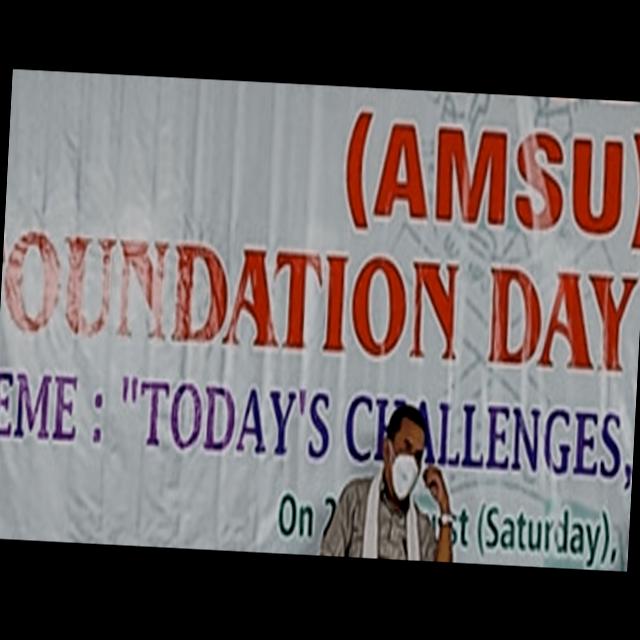 (AMSU)
OUNDATION DAY
EME : "TODAY'S CHALLENGES,
On st (Saturday),